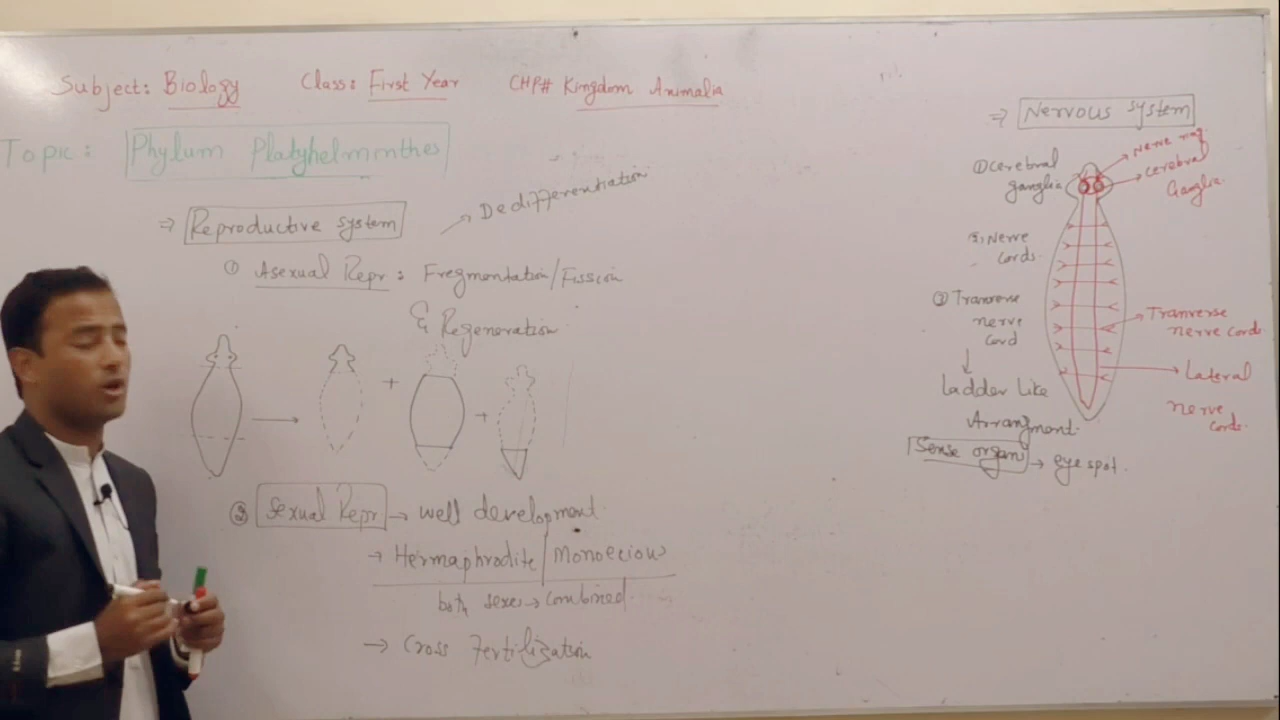 Subject: Biology Class: First Year CHP# Kingdom Animalia
Topic: Phylum Platyhelminthes
⇒ Reproductive system
→ Dedifferentiation
① Asexual Repr: Fregmentation/Fission
& Regeneration
+ +
② Sexual Repr → well development
→ Hermaphrodite/Monoecious
both sexes → Combined
→ Cross Fertilization
⇒ Nervous system
① Cerebral
ganglia
Nerve ring
Cerebral
Ganglia
② Nerve
cords
③ Tranverse
nerve
cord
↓
Ladder Like
Arrangment
Tranverse
nerve cords
Lateral
nerve
cords
Sense organ → eye spot.